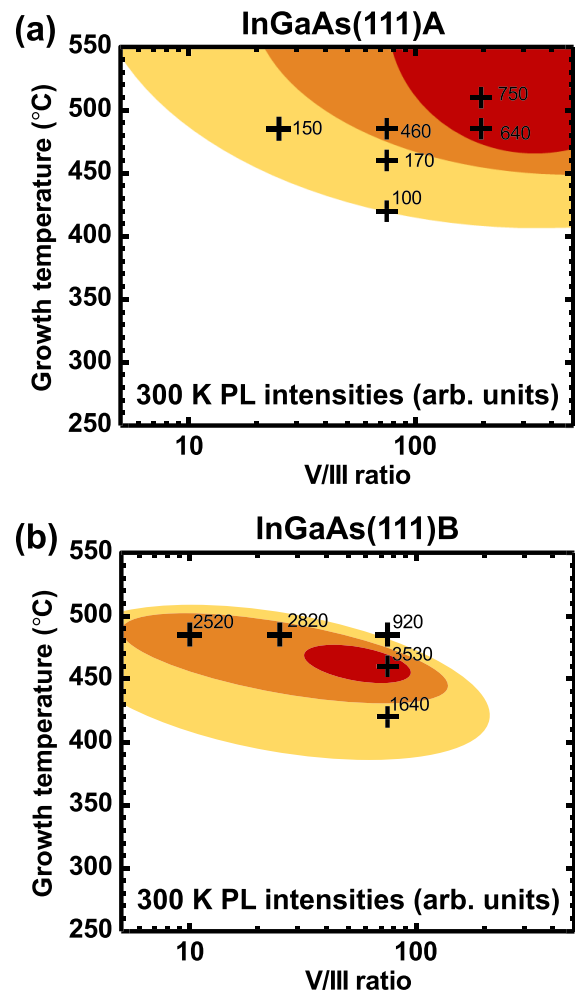 (a)
InGaAs(111)A
550
500
450
400
350
300
250
Growth temperature (°C)
750
150
460
640
170
100
300 K PL intensities (arb. units)
10
100
V/III ratio
(b)
InGaAs(111)B
550
500
450
400
350
300
250
Growth temperature (°C)
2520
2820
920
3530
1640
300 K PL intensities (arb. units)
10
100
V/III ratio